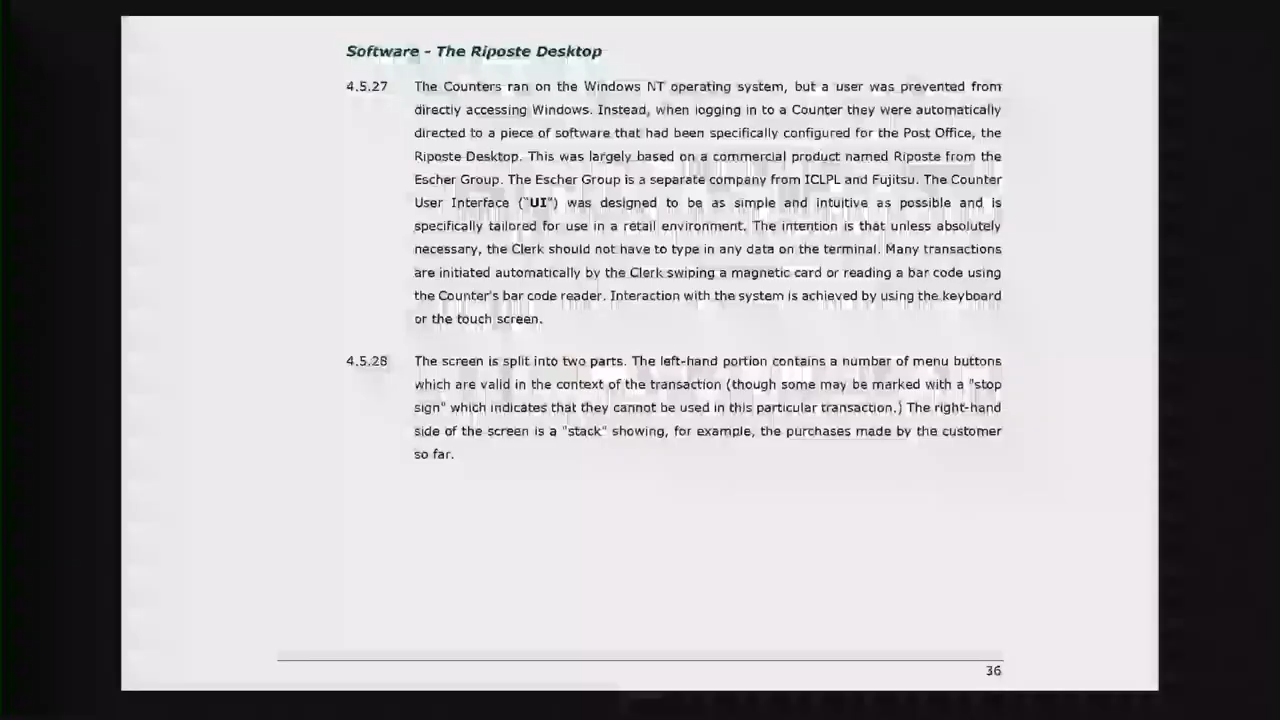 Software - The Riposte Desktop
4.5.27 The Counters ran on the Windows NT operating system, but a user was prevented from
directly accessing Windows. Instead, when logging in to a Counter they were automatically
directed to a piece of software that had been specifically configured for the Post Office, the
Riposte Desktop. This was largely based on a commercial product named Riposte from the
Escher Group. The Escher Group is a separate company from ICLPL and Fujitsu. The Counter
User Interface ("UI") was designed to be as simple and intuitive as possible and is
specifically tailored for use in a retail environment. The intention is that unless absolutely
necessary, the Clerk should not have to type in any data on the terminal. Many transactions
are initiated automatically by the Clerk swiping a magnetic card or reading a bar code using
the Counter's bar code reader. Interaction with the system is achieved by using the keyboard
or the touch screen.
4.5.28 The screen is split into two parts. The left-hand portion contains a number of menu buttons
which are valid in the context of the transaction (though some may be marked with a "stop
sign" which indicates that they cannot be used in this particular transaction.) The right-hand
side of the screen is a "stack" showing, for example, the purchases made by the customer
so far.
36